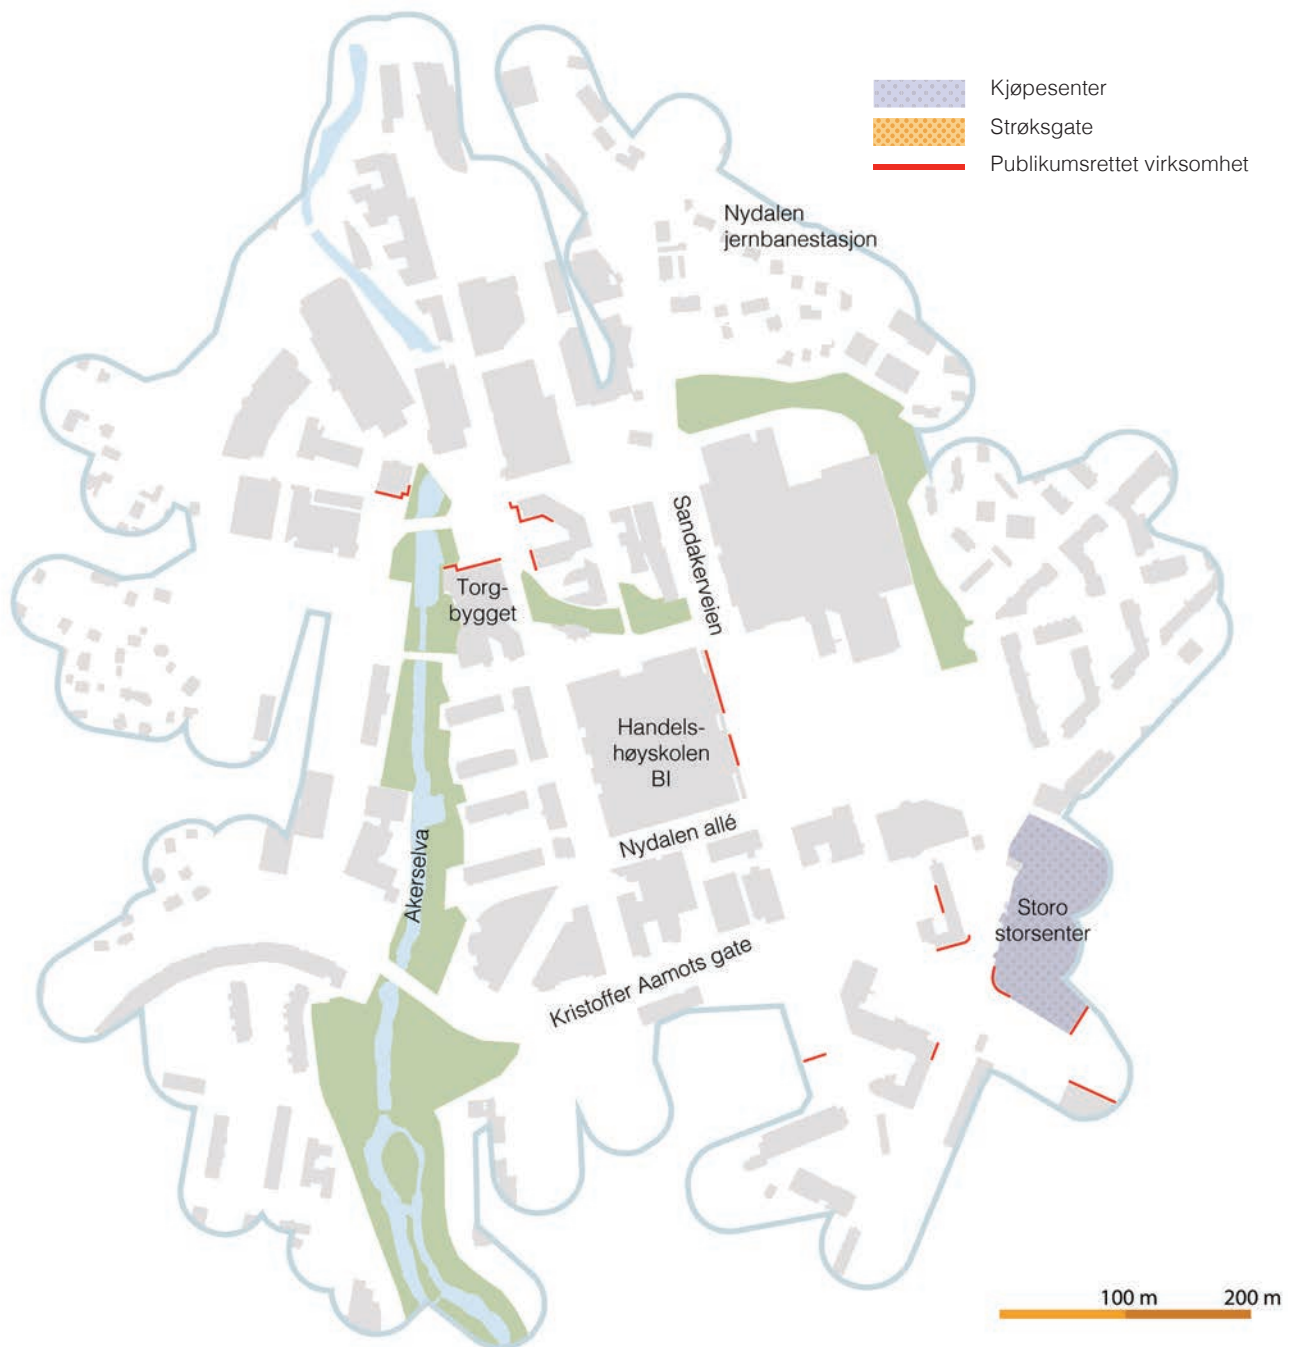 Kjøpesenter
Strøksgate
Publikumsrettet virksomhet
Nydalen
jernbanestasjon
Sandakerveien
Torg-
bygget
Handels-
høyskolen
BI
Nydalen allé
Akerselva
Storo
storsenter
Kristoffer Aamots gate
100 m
200 m